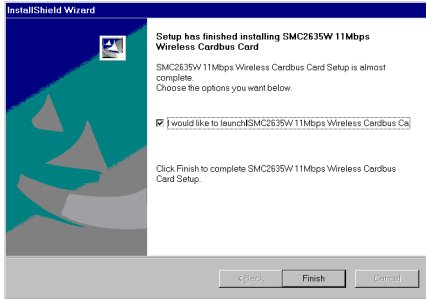 InstallShield Wizard
Setup has finished installing SMC2635W 11Mbps
Wireless Cardbus Card
SMC2635W 11Mbps Wireless Cardbus Card Setup is almost
complete.
Choose the options you want below.
I would like to launch SMC2635W 11Mbps Wireless Cardbus Ca
Click Finish to complete SMC2635W 11Mbps Wireless Cardbus
Card Setup.
< Back
Finish
Cancel